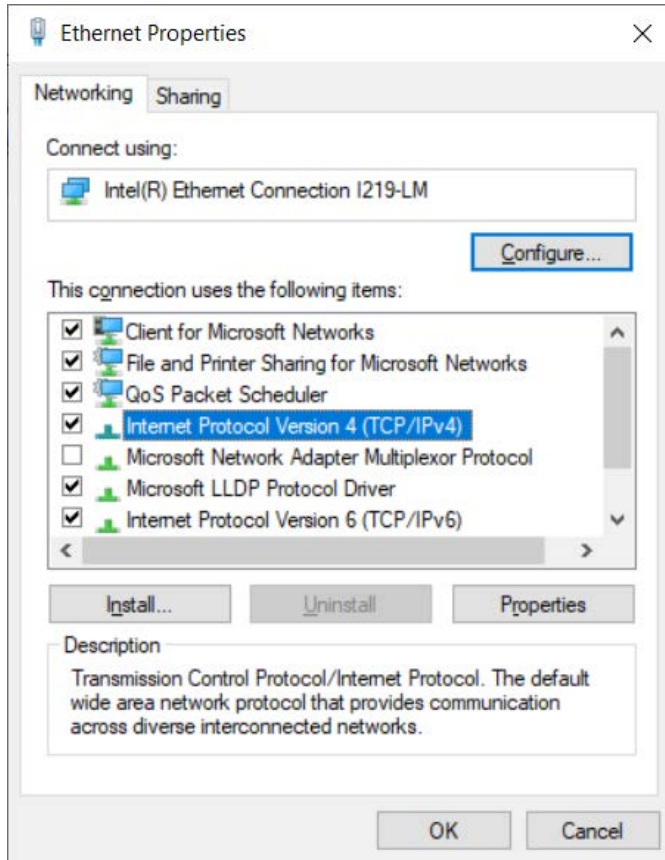 Ethernet Properties
Networking
Sharing
Connect using:
Intel(R) Ethernet Connection I219-LM
Configure...
This connection uses the following items:
Client for Microsoft Networks
File and Printer Sharing for Microsoft Networks
QoS Packet Scheduler
Internet Protocol Version 4 (TCP/IPv4)
Microsoft Network Adapter Multiplexor Protocol
Microsoft LLDP Protocol Driver
Internet Protocol Version 6 (TCP/IPv6)
Install...
Uninstall
Properties
Description
Transmission Control Protocol/Internet Protocol. The default
wide area network protocol that provides communication
across diverse interconnected networks.
OK
Cancel